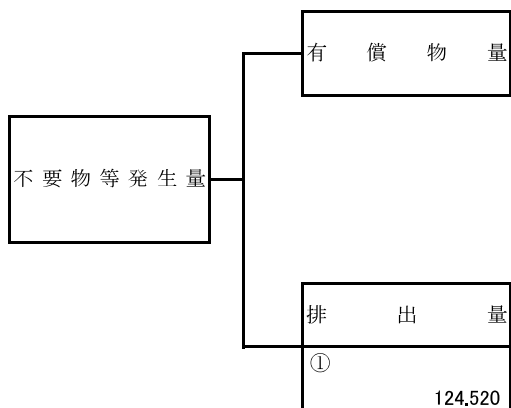 有償物量
不要物等発生量
排出量
①
124,520